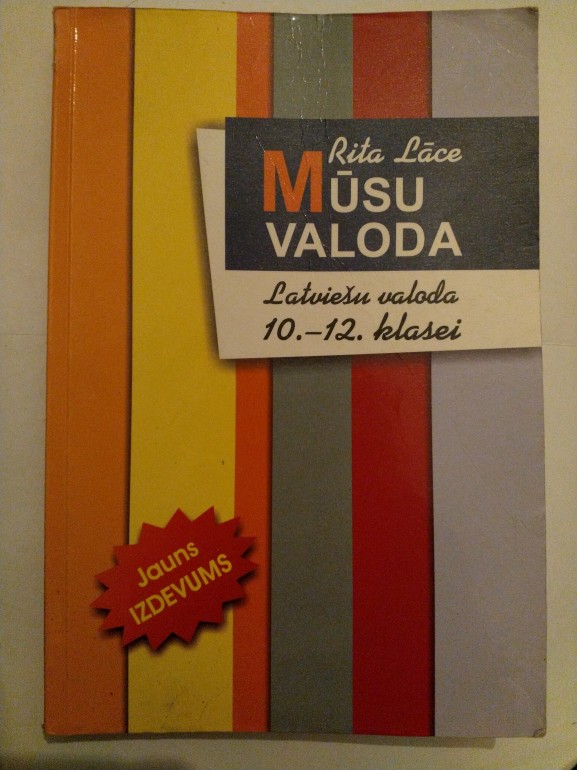 Rita Lāce
MŪSU
VALODA
Latviešu valoda
10.–12. klasei
Jauns
IZDEVUMS